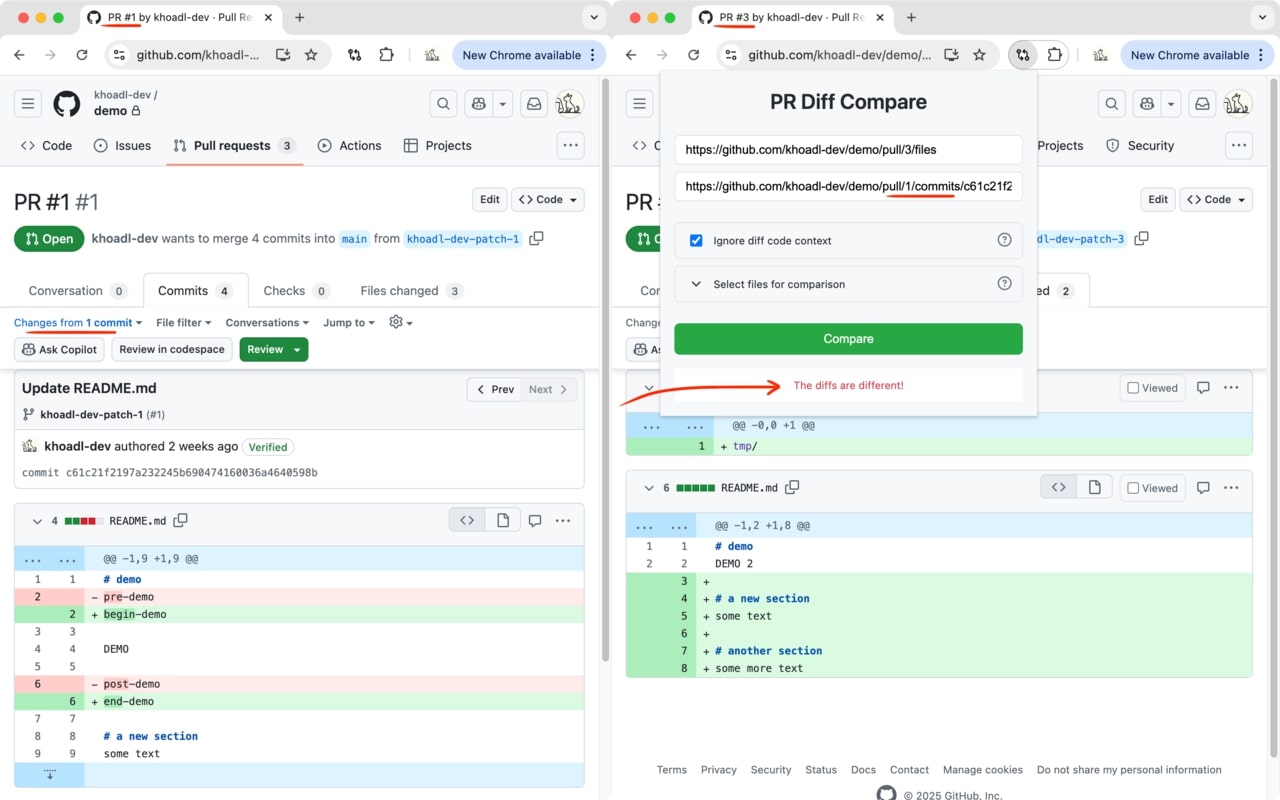 PR #1 by khoadl-dev · Pull Re
github.com/khoadl-...
New Chrome available
khoadl-dev /
demo
Code
Issues
Pull requests 3
Actions
Projects
...
PR #1 #1
Edit
<> Code
Open
khoadl-dev wants to merge 4 commits into main from khoadl-dev-patch-1
Conversation 0
Commits 4
Checks 0
Files changed 3
Changes from 1 commit
File filter
Conversations
Jump to
Ask Copilot
Review in codespace
Review
Update README.md
Prev
Next
khoadl-dev-patch-1 (#1)
khoadl-dev authored 2 weeks ago Verified
commit c61c21f2197a232245b690474160036a4640598b
4 README.md
... ... @@ -1,9 +1,9 @@
1 1 # demo
2 - pre-demo
2 + begin-demo
3 3
4 4 DEMO
5 5
6 - post-demo
6 + end-demo
7 7
8 8 # a new section
9 9 some text
PR #3 by khoadl-dev · Pull Re
github.com/khoadl-dev/demo/...
New Chrome available
PR Diff Compare
https://github.com/khoadl-dev/demo/pull/3/files
https://github.com/khoadl-dev/demo/pull/1/commits/c61c21f2
Ignore diff code context ?
Select files for comparison ?
Compare
The diffs are different!
<> C
Projects
Security
...
PR
Edit
<> Code
dl-dev-patch-3
Co
ed 2
Change
As
Viewed
...
... ... @@ -0,0 +1 @@
1 + tmp/
6 README.md
Viewed
...
... ... @@ -1,2 +1,8 @@
1 1 # demo
2 2 DEMO 2
3 +
4 + # a new section
5 + some text
6 +
7 + # another section
8 + some more text
Terms Privacy Security Status Docs Contact Manage cookies Do not share my personal information
© 2025 GitHub, Inc.